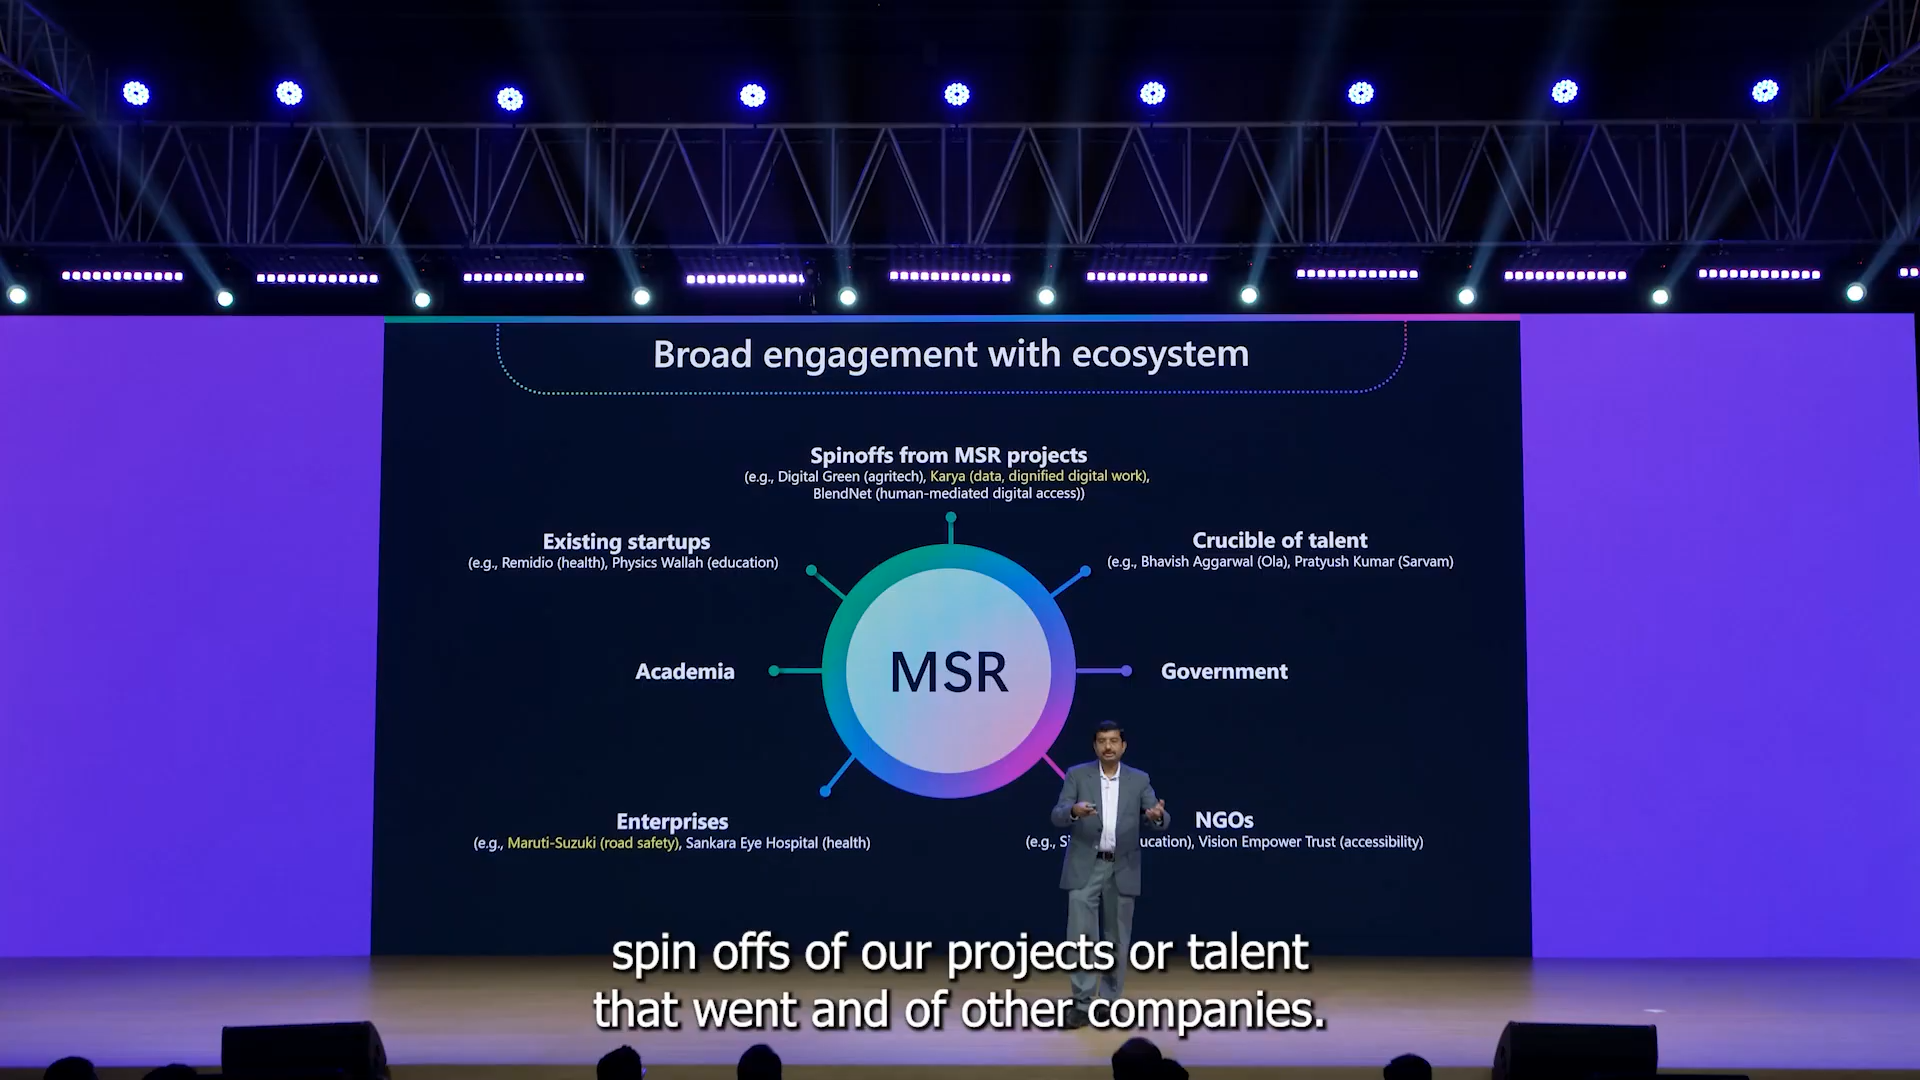 Broad engagement with ecosystem
Spinoffs from MSR projects
(e.g., Digital Green (agritech), Karya (data, dignified digital work),
BlendNet (human-mediated digital access))
Existing startups
(e.g., Remidio (health), Physics Wallah (education)
Crucible of talent
(e.g., Bhavish Aggarwal (Ola), Pratyush Kumar (Sarvam)
Academia
MSR
Government
Enterprises
(e.g., Maruti-Suzuki (road safety), Sankara Eye Hospital (health)
NGOs
(e.g., Vision Empower Trust (accessibility)
spin offs of our projects or talent
that went and of other companies.